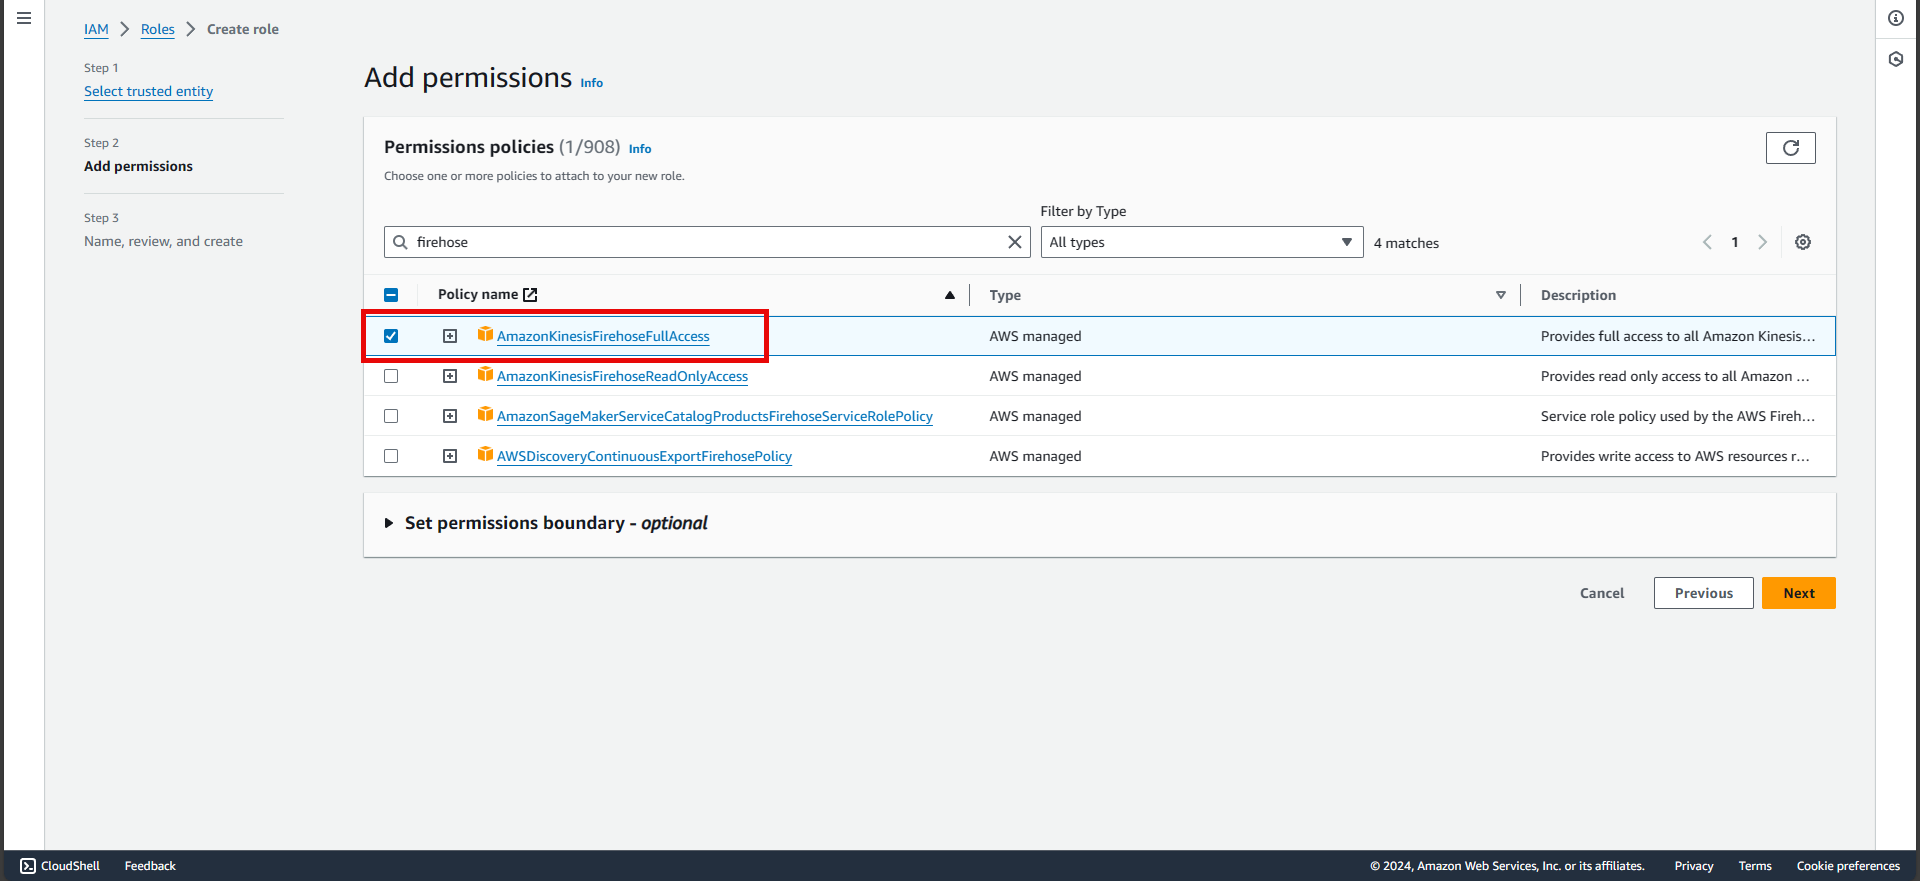 IAM > Roles > Create role
Step 1
Select trusted entity
Step 2
Add permissions
Step 3
Name, review, and create
Add permissions Info
Permissions policies (1/908) Info
Choose one or more policies to attach to your new role.
Filter by Type
firehose
All types
4 matches
1
Policy name
Type
Description
AmazonKinesisFirehoseFullAccess AWS managed Provides full access to all Amazon Kinesis...
AmazonKinesisFirehoseReadOnlyAccess AWS managed Provides read only access to all Amazon ...
AmazonSageMakerServiceCatalogProductsFirehoseServiceRolePolicy AWS managed Service role policy used by the AWS Fireh...
AWSDiscoveryContinuousExportFirehosePolicy AWS managed Provides write access to AWS resources r...
Set permissions boundary - optional
Cancel
Previous
Next
CloudShell Feedback © 2024, Amazon Web Services, Inc. or its affiliates. Privacy Terms Cookie preferences